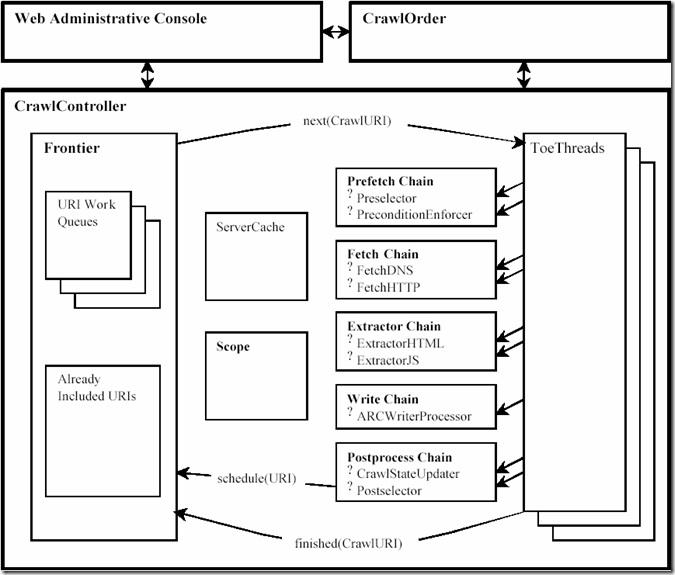 Web Administrative Console
CrawlOrder
CrawlController
next(CrawlURI)
Frontier
URI Work
Queues
Already
Included URIs
ServerCache
Scope
Prefetch Chain
? Preselector
? PreconditionEnforcer
Fetch Chain
? FetchDNS
? FetchHTTP
Extractor Chain
? ExtractorHTML
? ExtractorJS
Write Chain
? ARCWriterProcessor
Postprocess Chain
? CrawlStateUpdater
? Postselector
ToeThreads
schedule(URI)
finished(CrawlURI)